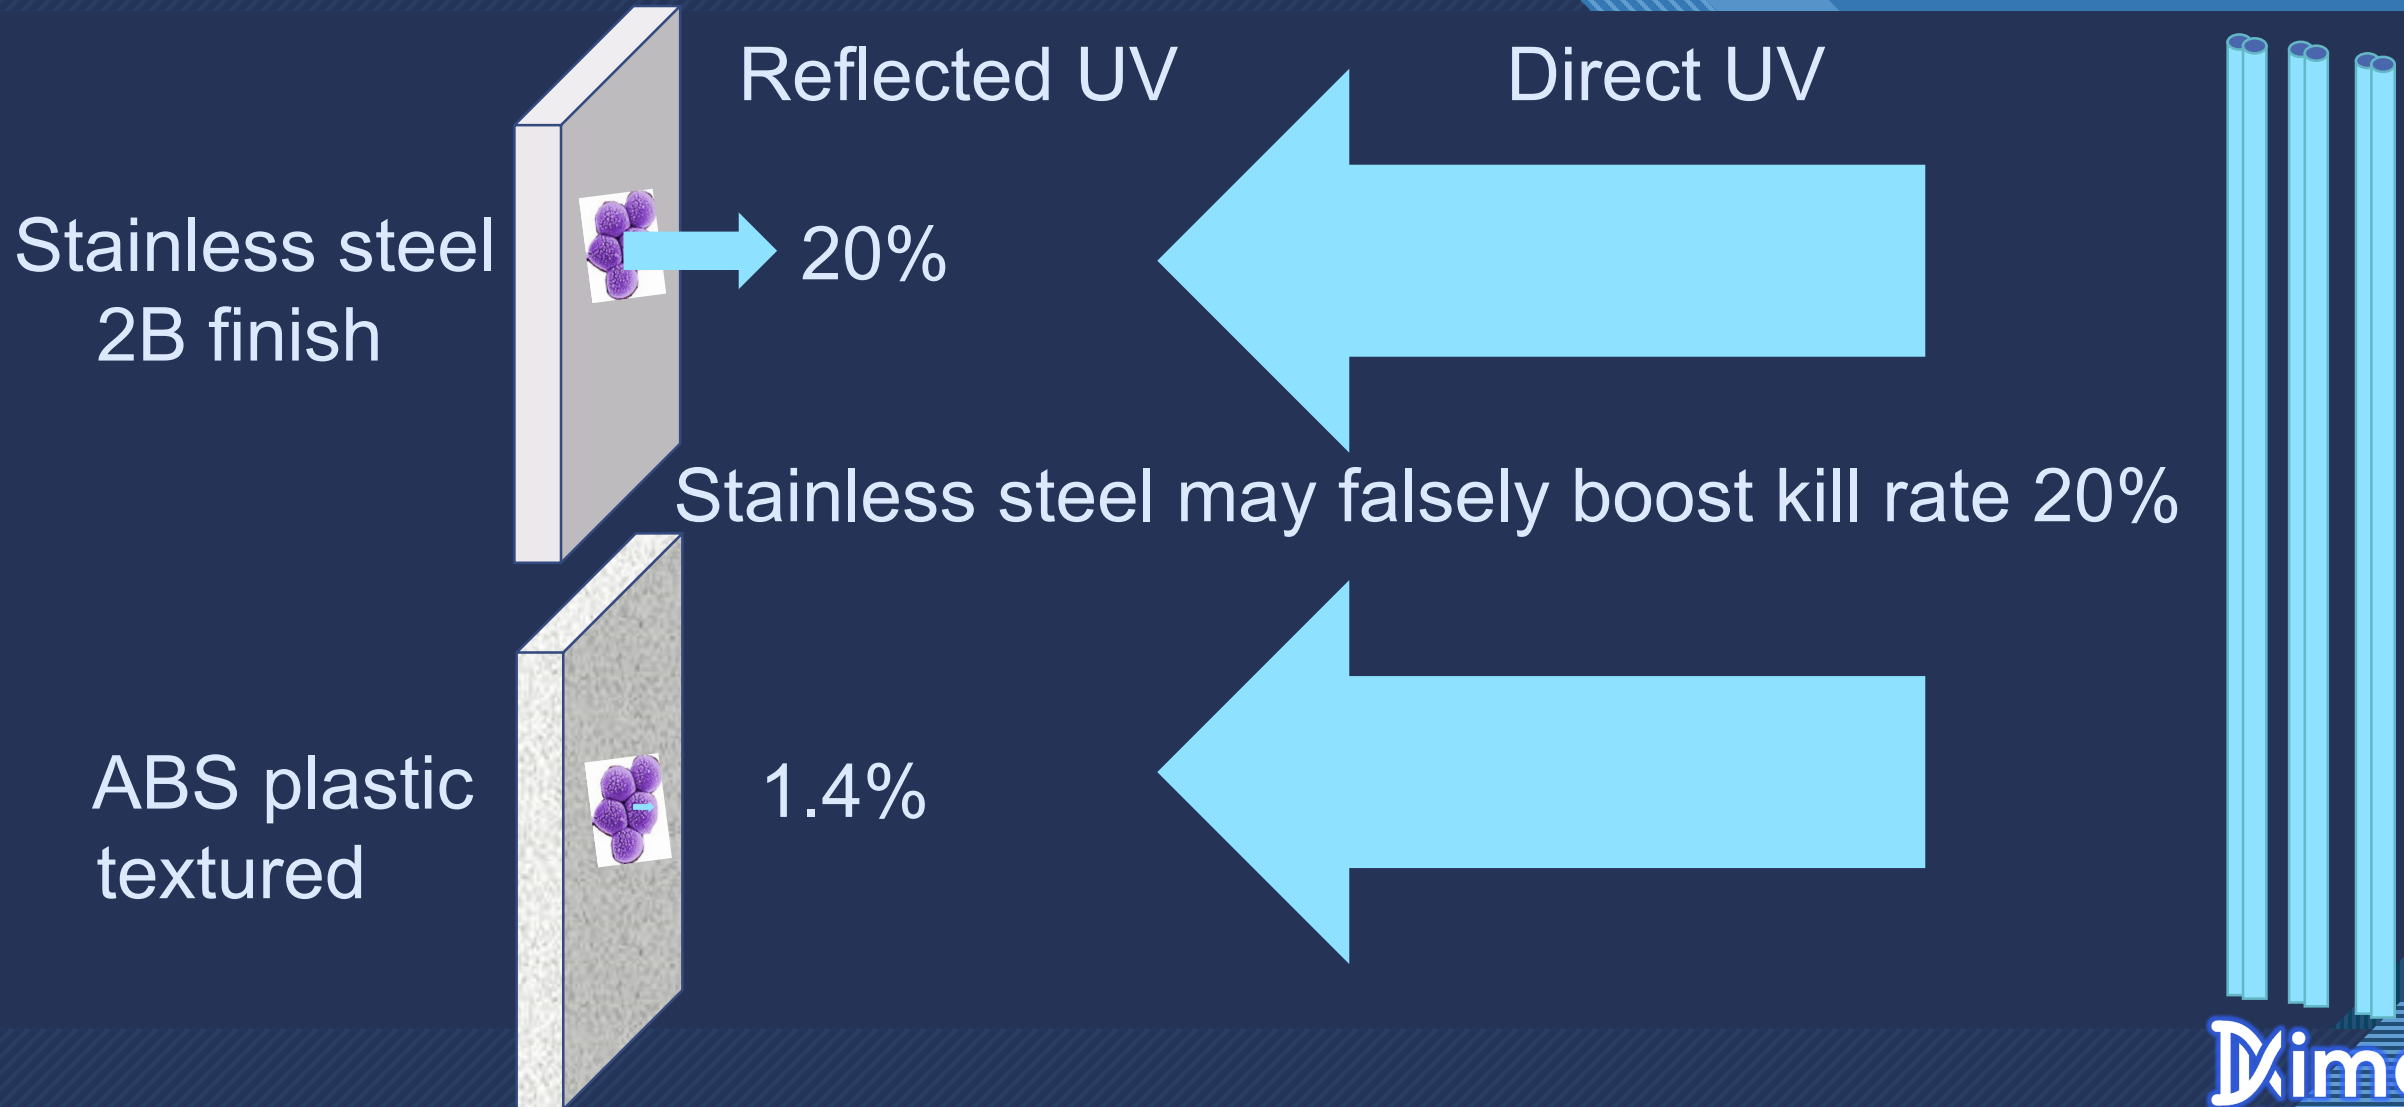 Reflected UV
Direct UV
Stainless steel
2B finish
20%
Stainless steel may falsely boost kill rate 20%
ABS plastic
textured
1.4%